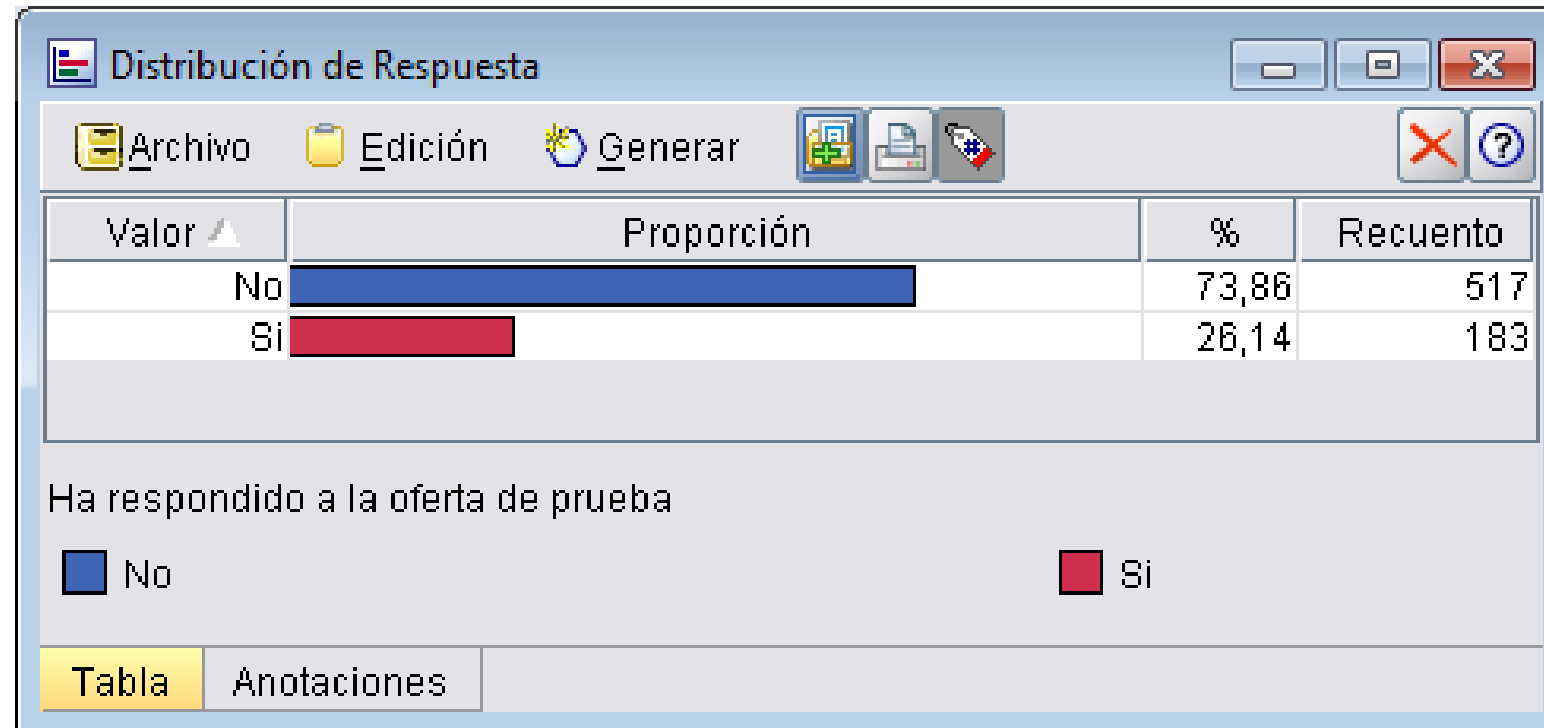 Distribución de Respuesta
Archivo Edición Generar
Valor Proporción % Recuento
No 73,86 517
Si 26,14 183
Ha respondido a la oferta de prueba
No Si
Tabla Anotaciones